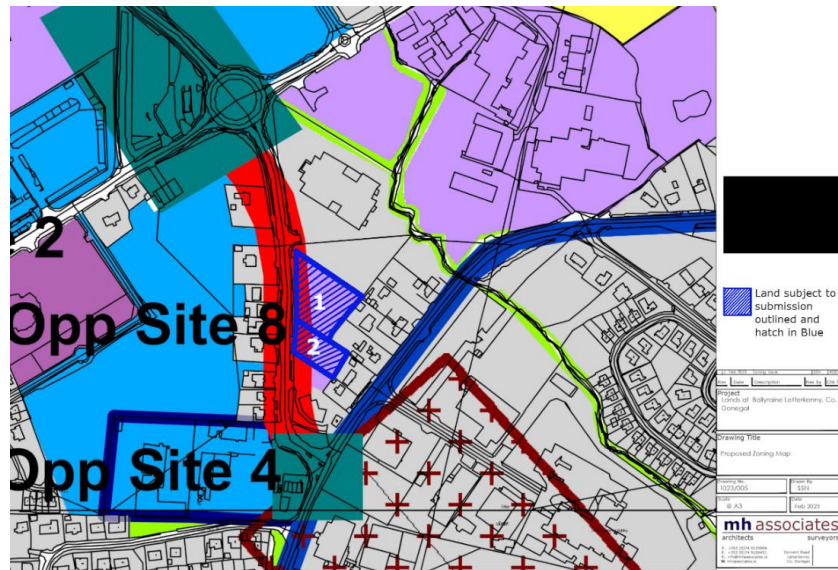 2
Opp Site 8
Opp Site 4
1
2
Land subject to
submission
outlined and
hatch in Blue
Project
Lands at Ballyraine Letterkenny, Co.
Donegal
Drawing Title
Proposed Zoning Map
Drawing No.
1023/005
Drawn By
SSN
@ A3
Date
Feb 2023
mh associates
architects surveyors